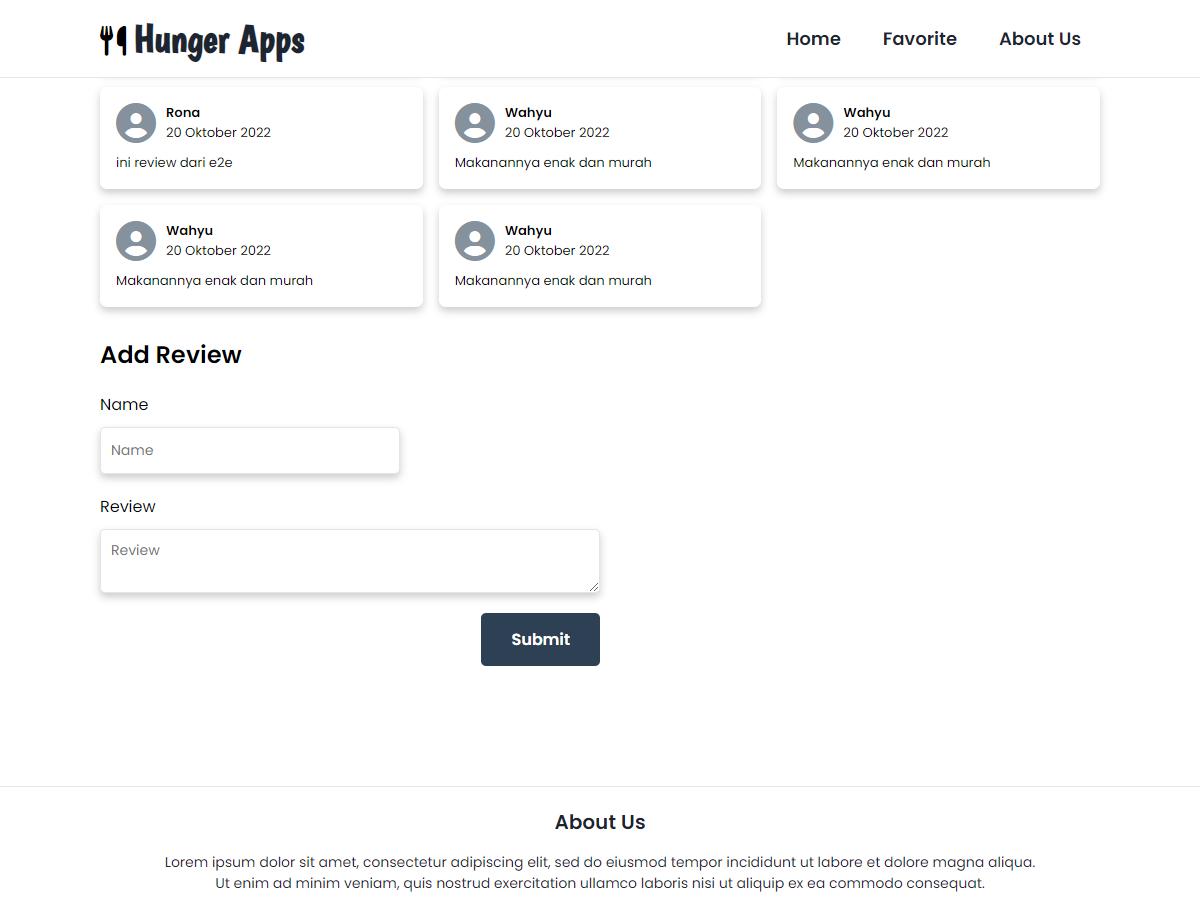 Hunger Apps
Home
Favorite
About Us
Rona
20 Oktober 2022
ini review dari e2e
Wahyu
20 Oktober 2022
Makanannya enak dan murah
Wahyu
20 Oktober 2022
Makanannya enak dan murah
Wahyu
20 Oktober 2022
Makanannya enak dan murah
Wahyu
20 Oktober 2022
Makanannya enak dan murah
Add Review
Name
Name
Review
Review
Submit
About Us
Lorem ipsum dolor sit amet, consectetur adipiscing elit, sed do eiusmod tempor incididunt ut labore et dolore magna aliqua.
Ut enim ad minim veniam, quis nostrud exercitation ullamco laboris nisi ut aliquip ex ea commodo consequat.